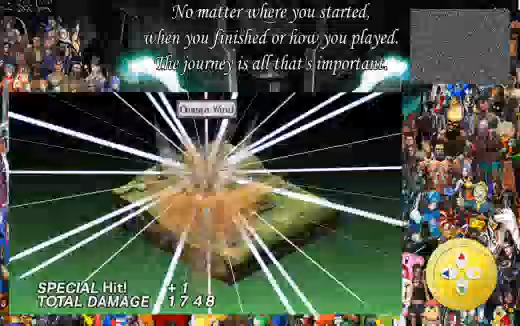 No matter where you started,
when you finished or how you played.
The journey is all that's important.
SPECIAL Hit! +1
TOTAL DAMAGE 1748